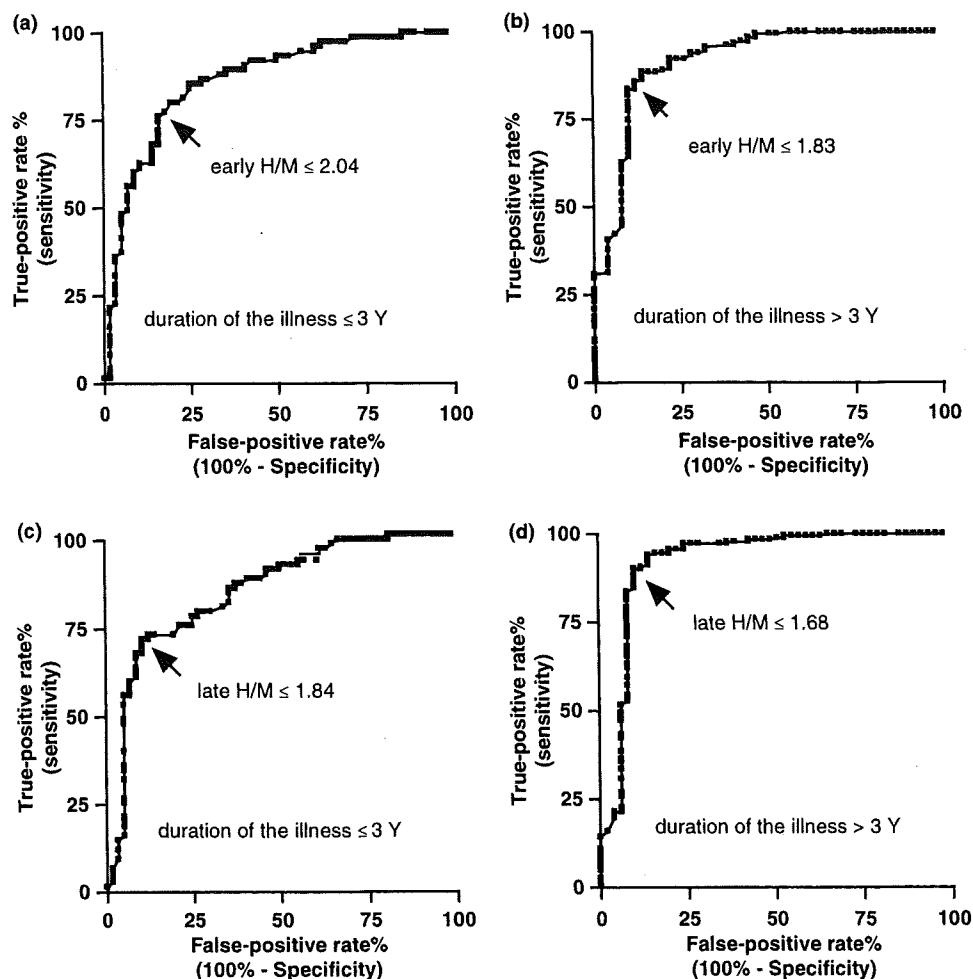 (a)
100
75
50
25
0
True-positive rate %
(sensitivity)
early H/M ≤ 2.04
duration of the illness ≤ 3 Y
0 25 50 75 100
False-positive rate%
(100% - Specificity)
(b)
100
75
50
25
0
True-positive rate%
(sensitivity)
early H/M ≤ 1.83
duration of the illness > 3 Y
0 25 50 75 100
False-positive rate%
(100% - Specificity)
(c)
100
75
50
25
0
True-positive rate%
(sensitivity)
late H/M ≤ 1.84
duration of the illness ≤ 3 Y
0 25 50 75 100
False-positive rate%
(100% - Specificity)
(d)
100
75
50
25
0
True-positive rate%
(sensitivity)
late H/M ≤ 1.68
duration of the illness > 3 Y
0 25 50 75 100
False-positive rate%
(100% - Specificity)